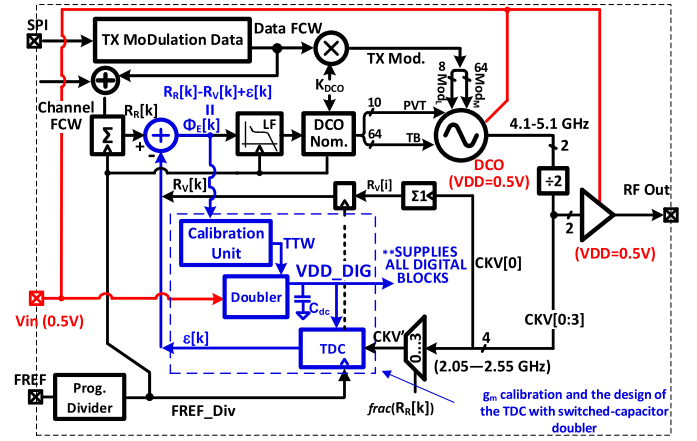 SPI
TX MoDulation Data
Data FCW
TX Mod.
Channel
FCW
R_R[k]
R_R[k]-R_V[k]+ε[k]
=
Φ_E[k]
+
-
Σ
LF
K_DCO
DCO
Nom.
10
PVT
64
TB
8
Mod_L
64
Mod_M
4.1-5.1 GHz
2
DCO
(VDD=0.5V)
÷2
2
RF Out
(VDD=0.5V)
R_V[k]
R_V[i]
Σ1
CKV[0]
Calibration
Unit
TTW
Doubler
VDD_DIG
**SUPPLIES
ALL DIGITAL
BLOCKS
C_dc
Vin (0.5V)
ε[k]
TDC
CKV'
0...3
4
CKV[0:3]
(2.05—2.55 GHz)
frac(R_R[k])
FREF
Prog.
Divider
FREF_Div
g_m calibration and the design of
the TDC with switched-capacitor
doubler